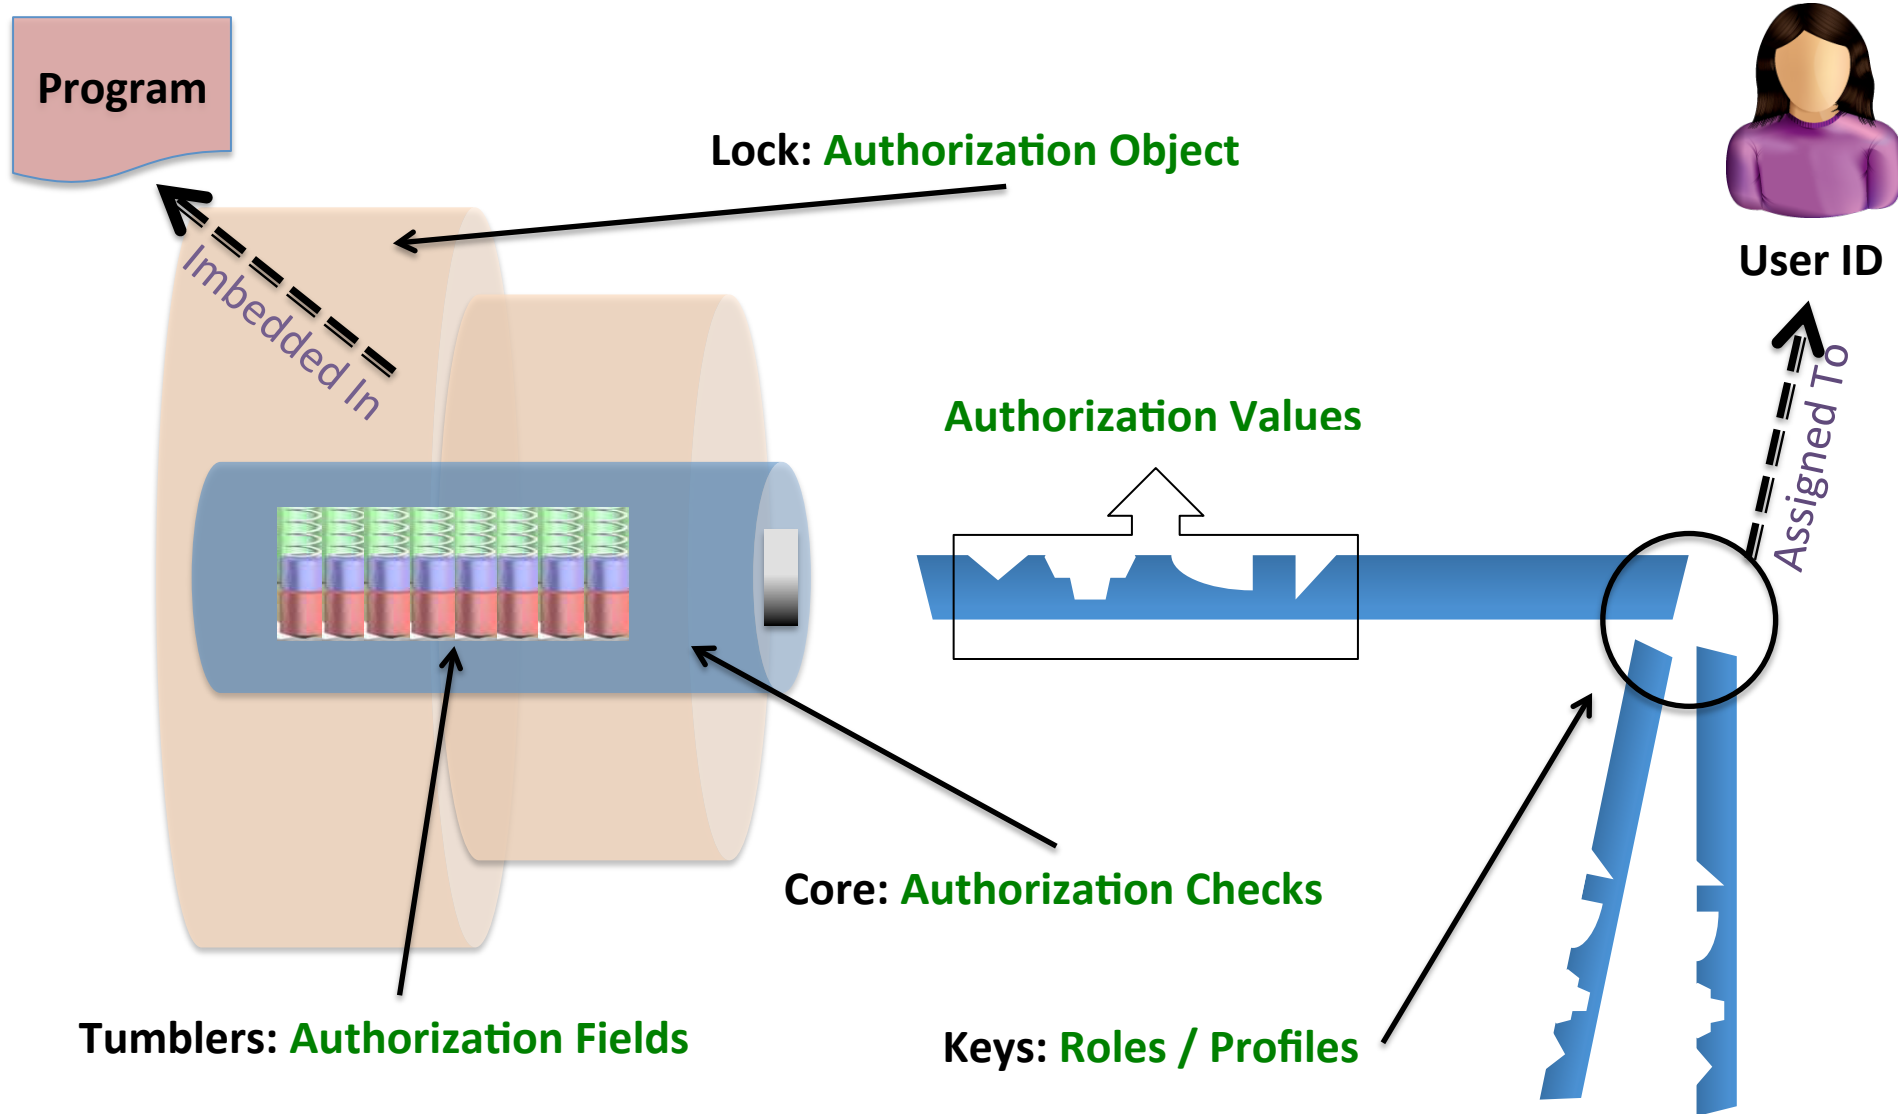 Program
Lock: Authorization Object
User ID
Imbedded In
Assigned To
Authorization Values
Core: Authorization Checks
Tumblers: Authorization Fields
Keys: Roles / Profiles